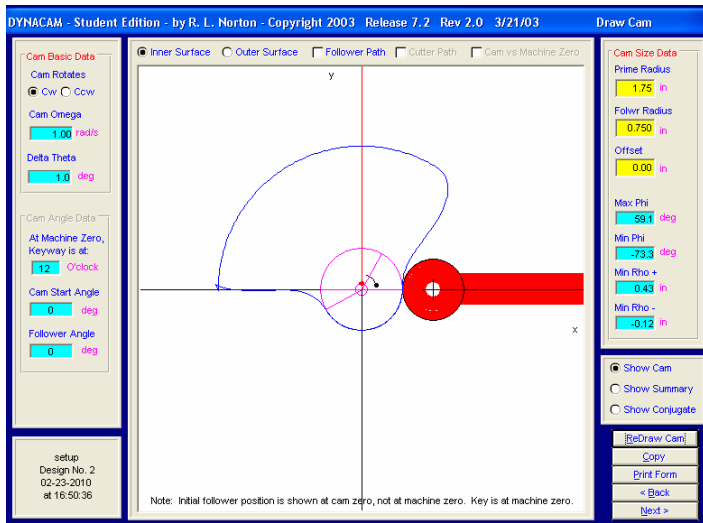 DYNACAM - Student Edition - by R. L. Norton - Copyright 2003 Release 7.2 Rev 2.0 3/21/03 Draw Cam
Cam Basic Data
Cam Rotates
Cw Ccw
Cam Omega
1.00 rad/s
Delta Theta
1.0 deg
Cam Angle Data
At Machine Zero,
Keyway is at:
12 O'clock
Cam Start Angle
0 deg
Follower Angle
0 deg
setup
Design No. 2
02-23-2010
at 16:50:36
Inner Surface Outer Surface Follower Path Cutter Path Cam vs Machine Zero
y
x
Note: Initial follower position is shown at cam zero, not at machine zero. Key is at machine zero.
Cam Size Data
Prime Radius
1.75 in
Folwr Radius
0.750 in
Offset
0.00 in
Max Phi
59.1 deg
Min Phi
-73.3 deg
Min Rho +
0.43 in
Min Rho -
-0.12 in
Show Cam
Show Summary
Show Conjugate
ReDraw Cam
Copy
Print Form
< Back
Next >